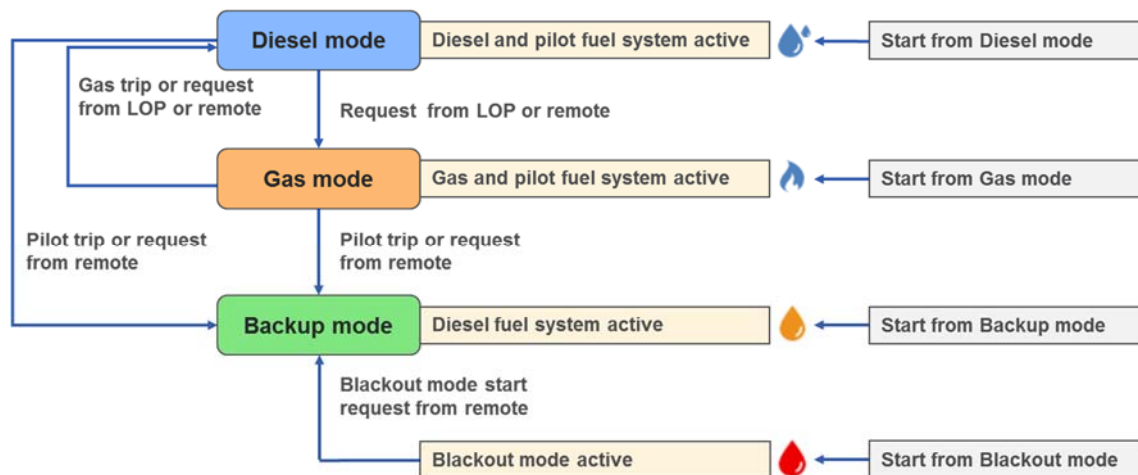 Diesel mode
Diesel and pilot fuel system active
Start from Diesel mode
Gas trip or request
from LOP or remote
Request from LOP or remote
Gas mode
Gas and pilot fuel system active
Start from Gas mode
Pilot trip or request
from remote
Pilot trip or request
from remote
Backup mode
Diesel fuel system active
Start from Backup mode
Blackout mode start
request from remote
Blackout mode active
Start from Blackout mode